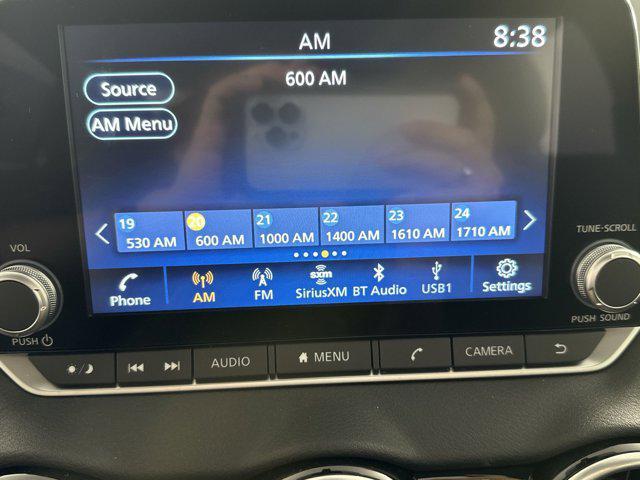 AM
8:38
Source
600 AM
AM Menu
19 20 21 22 23 24
530 AM 600 AM 1000 AM 1400 AM 1610 AM 1710 AM
sxm
Phone AM FM SiriusXM BT Audio USB1 Settings
VOL
TUNE·SCROLL
PUSH
PUSH SOUND
AUDIO MENU CAMERA